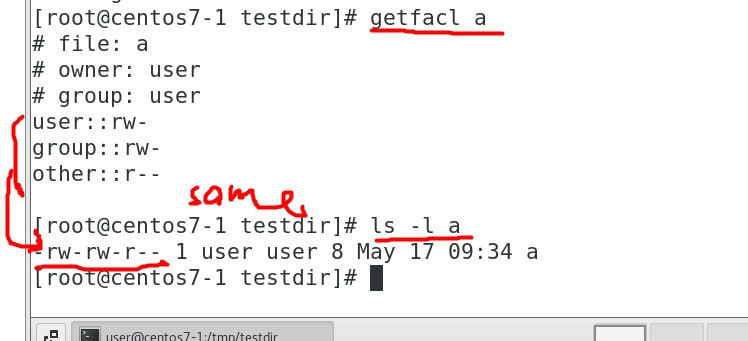 [root@centos7-1 testdir]# getfacl a
# file: a
# owner: user
# group: user
user::rw-
group::rw-
other::r--
same
[root@centos7-1 testdir]# ls -l a
-rw-rw-r-- 1 user user 8 May 17 09:34 a
[root@centos7-1 testdir]#
user@centos7-1:/tmp/testdir